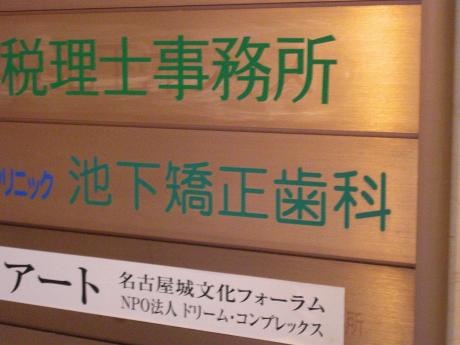 税理士事務所
リニック 池下矯正歯科
アート 名古屋城文化フォーラム
NPO法人 ドリーム・コンプレックス
所